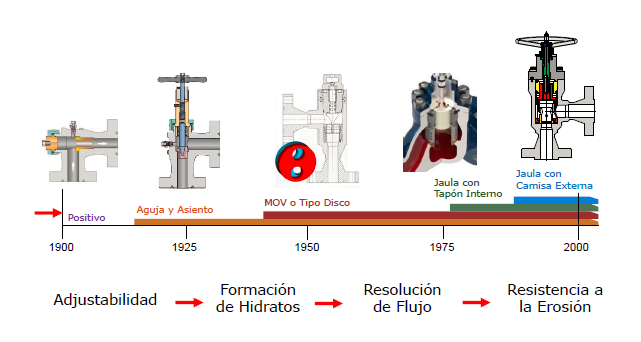 Jaula con
Camisa Externa
Jaula con
Tapón Interno
MOV o Tipo Disco
Aguja y Asiento
Positivo
1900
1925
1950
1975
2000
Adjustabilidad
Formación
de Hidratos
Resolución
de Flujo
Resistencia a
la Erosión